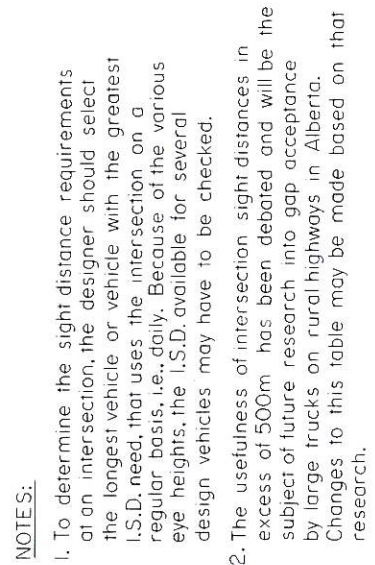 NOTES:
1. To determine the sight distance requirements
at an intersection, the designer should select
the longest vehicle or vehicle with the greatest
I.S.D. need, that uses the intersection on a
regular basis, i.e., daily. Because of the various
eye heights, the I.S.D. available for several
design vehicles may have to be checked.
2. The usefulness of intersection sight distances in
excess of 500m has been debated and will be the
subject of future research into gap acceptance
by large trucks on rural highways in Alberta.
Changes to this table may be made based on that
research.